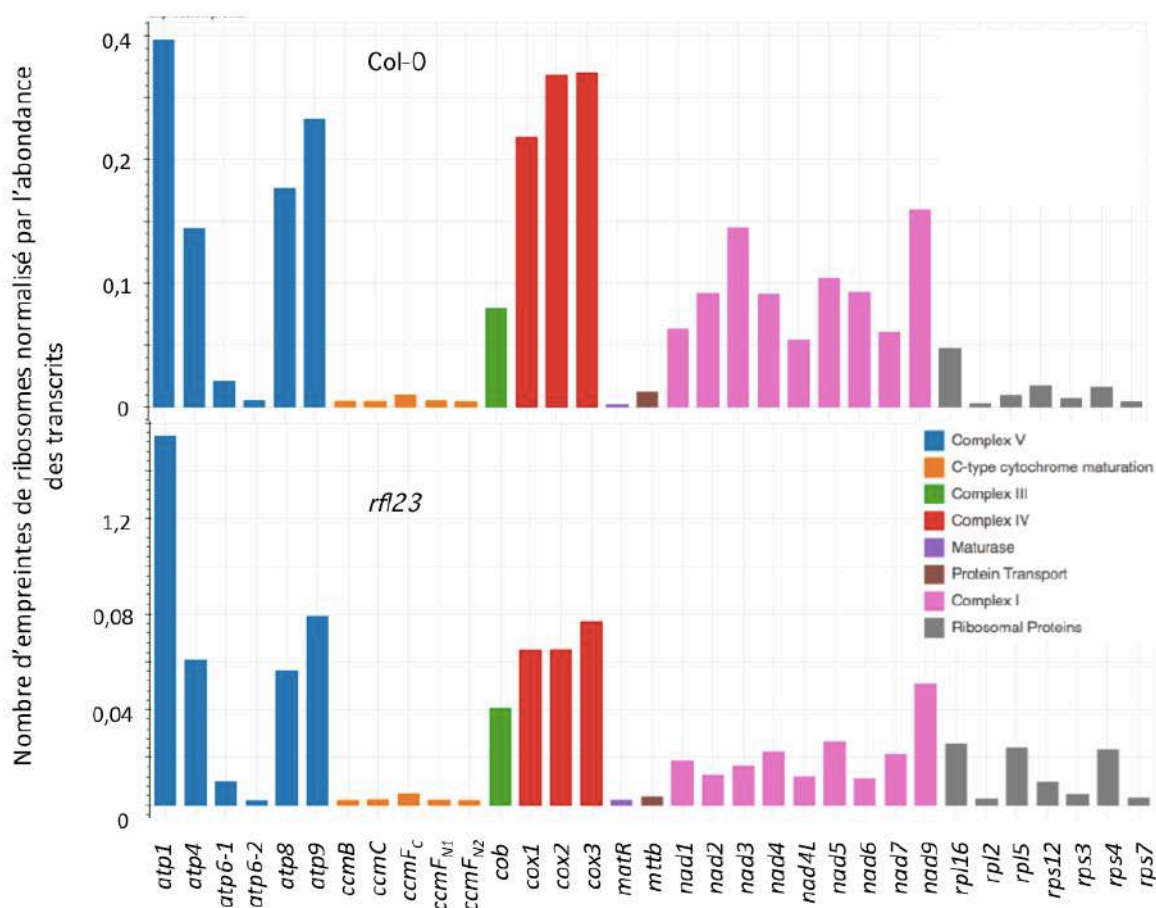 Nombre d'empreintes de ribosomes normalisé par l'abondance
des transcrits
0,4
Col-0
0,2
0,1
0
Complex V
C-type cytochrome maturation
Complex III
Complex IV
Maturase
Protein Transport
Complex I
Ribosomal Proteins
rfl23
1,2
0,08
0,04
0
atp1
atp4
atp6-1
atp6-2
atp8
atp9
ccmB
ccmC
ccmFC
ccmFN1
ccmFN2
cob
cox1
cox2
cox3
matR
mttb
nad1
nad2
nad3
nad4
nad4L
nad5
nad6
nad7
nad9
rpl16
rpl2
rpl5
rps12
rps3
rps4
rps7